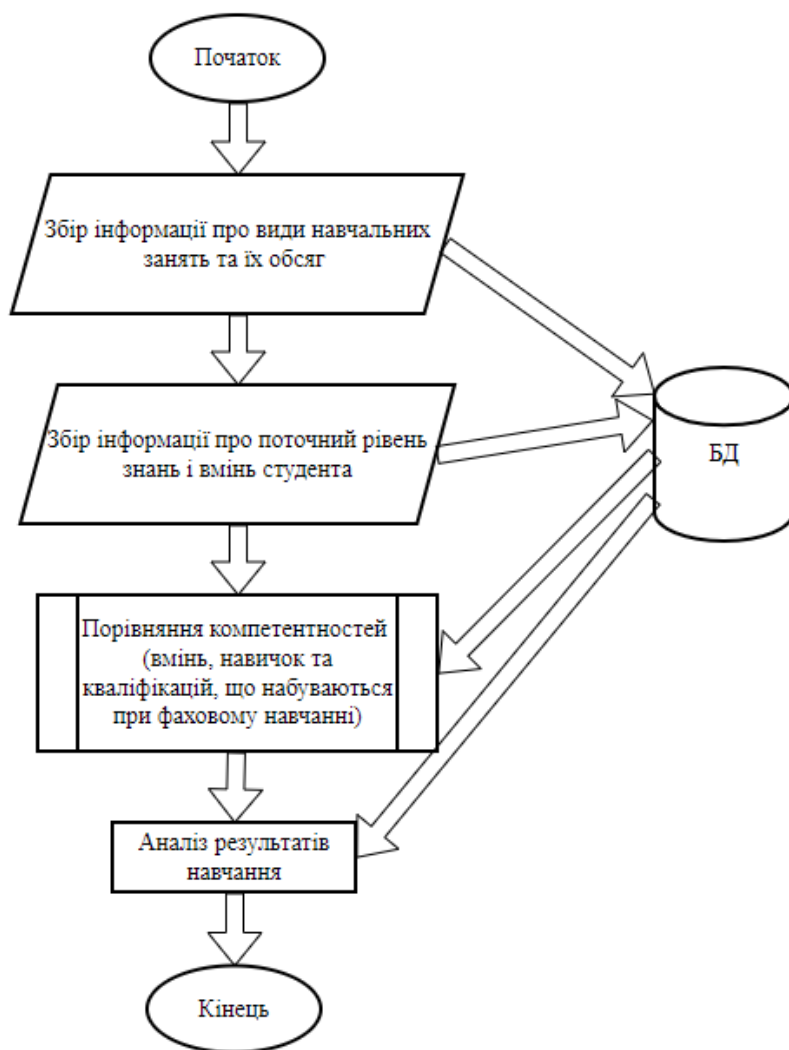 Початок
Збір інформації про види навчальних
занять та їх обсяг
Збір інформації про поточний рівень
знань і вмінь студента
БД
Порівняння компетентностей
(вмінь, навичок та
кваліфікацій, що набуваються
при фаховому навчанні)
Аналіз результатів
навчання
Кінець